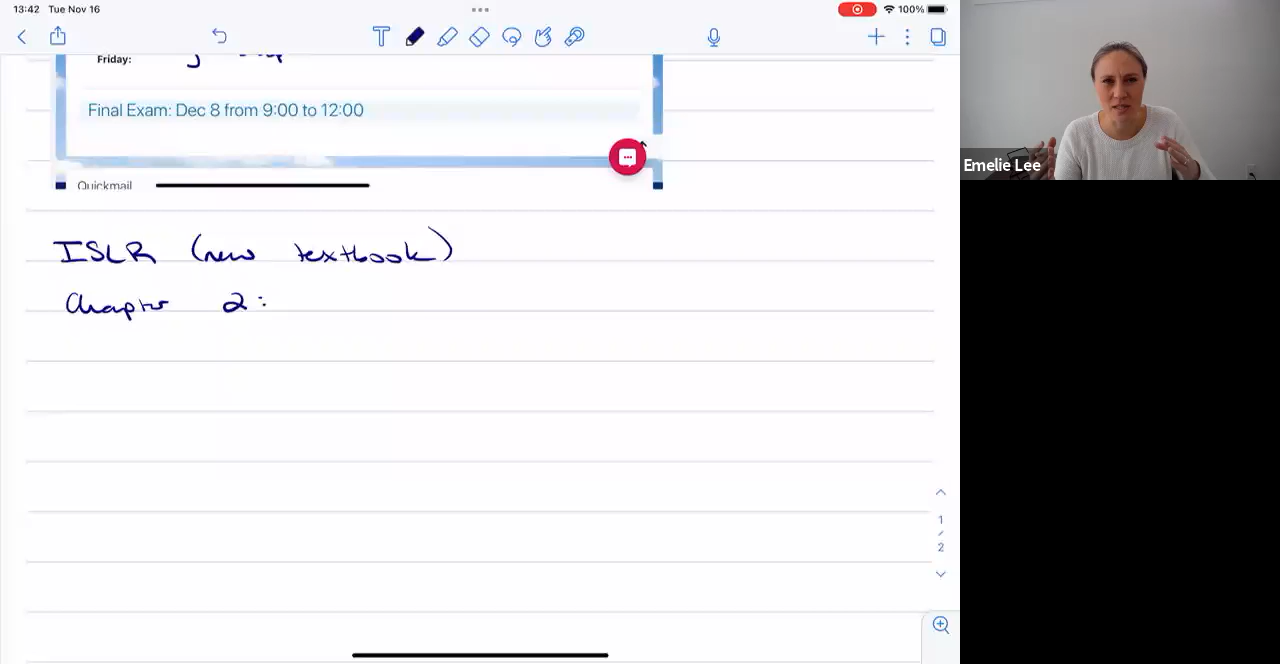 13:42 Tue Nov 16
100%
Friday:
Final Exam: Dec 8 from 9:00 to 12:00
Quickmail
ISLR (new textbook)
Chapter 2:
Emelie Lee
1
/
2